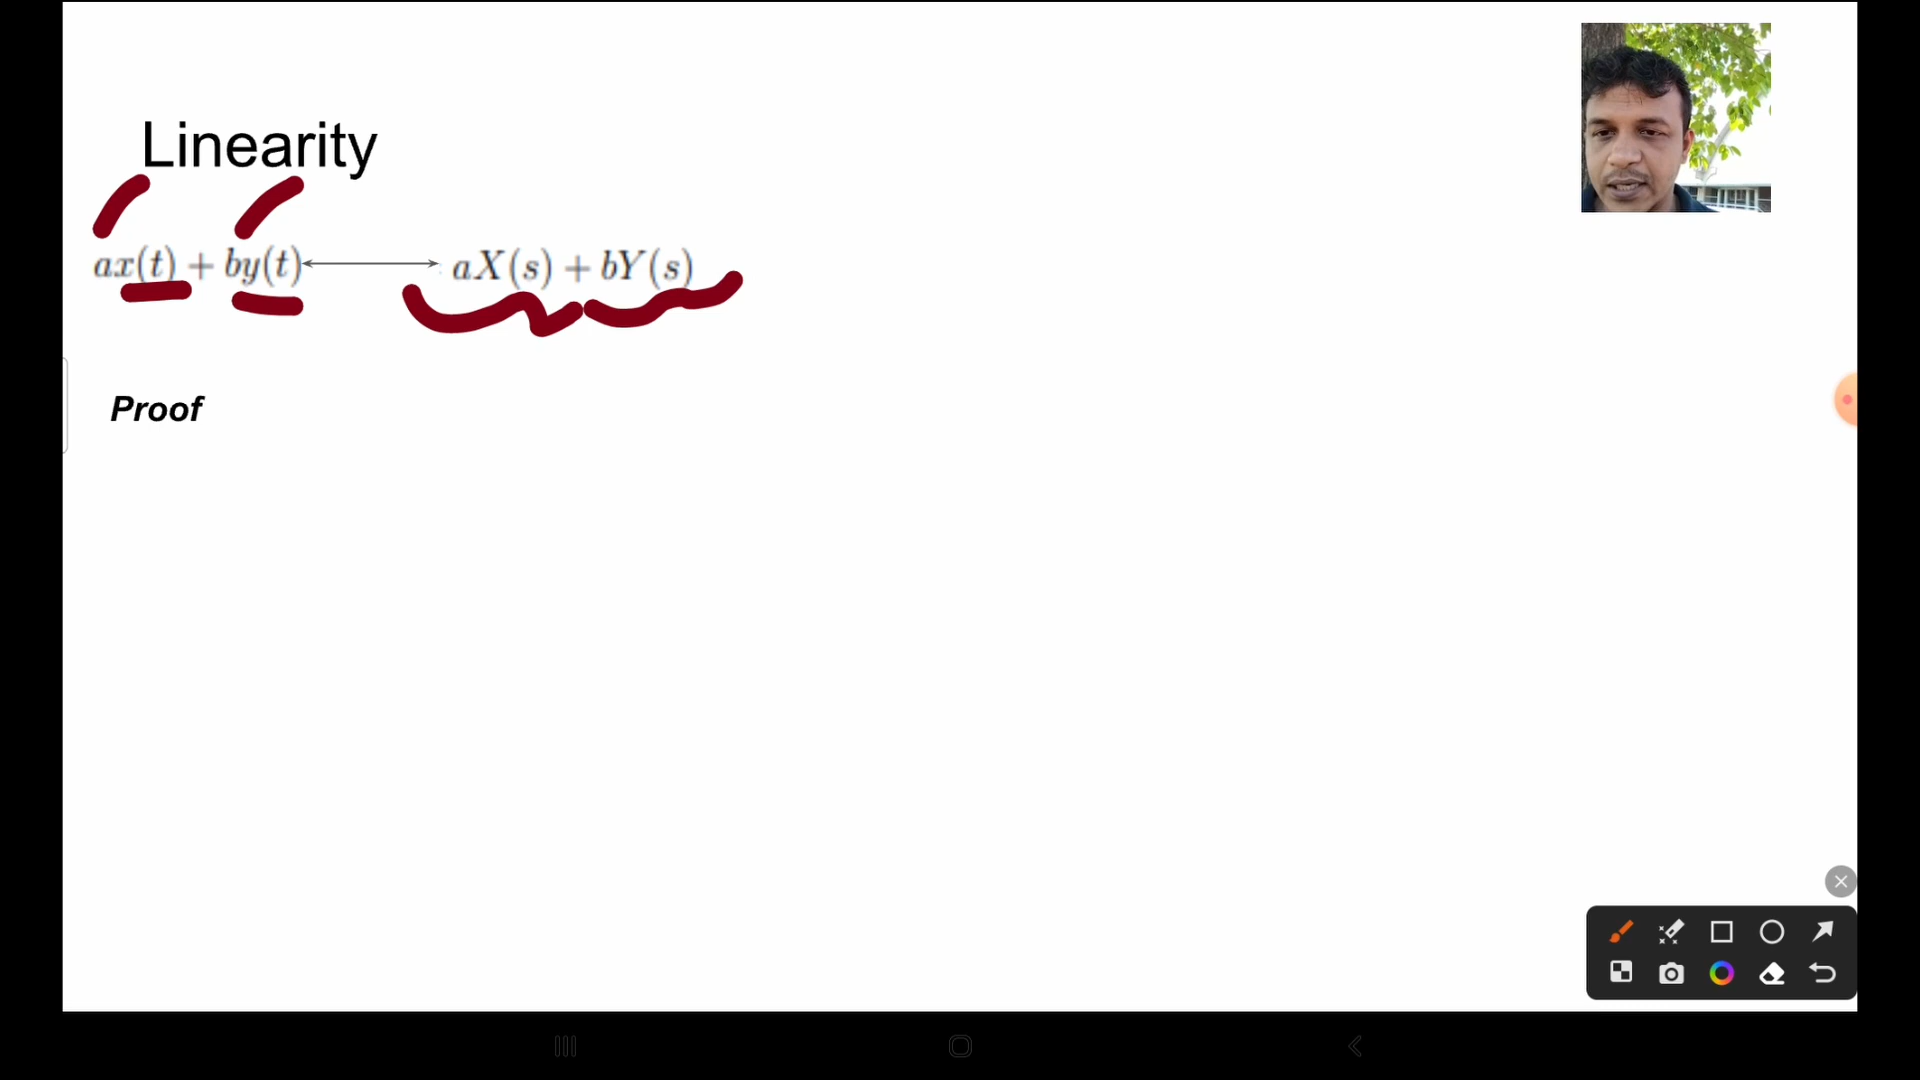 Linearity
ax(t) + by(t) ⟷ aX(s) + bY(s)
Proof